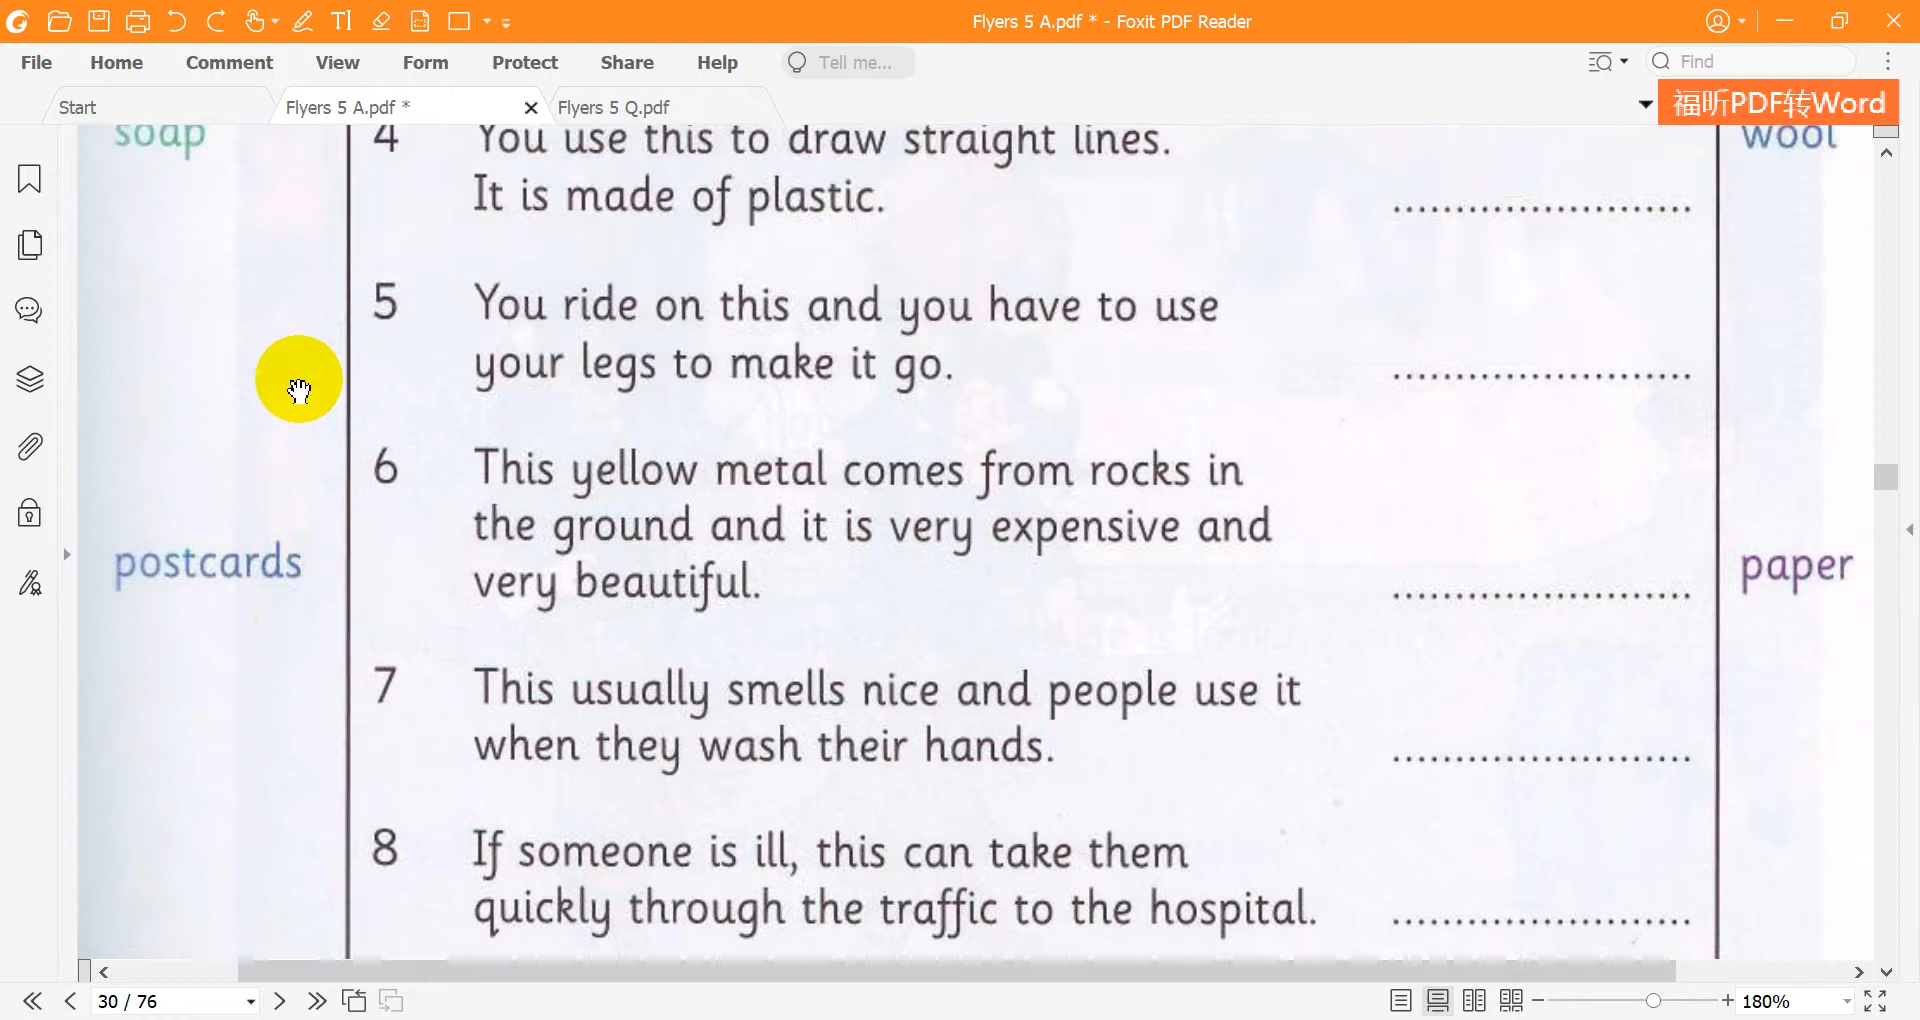 Flyers 5 A.pdf * - Foxit PDF Reader
File Home Comment View Form Protect Share Help Tell me... Find
Start Flyers 5 A.pdf * Flyers 5 Q.pdf 福昕PDF转Word
soap
wool
4 You use this to draw straight lines.
It is made of plastic. ........................
5 You ride on this and you have to use
your legs to make it go. ........................
6 This yellow metal comes from rocks in
the ground and it is very expensive and
very beautiful. ........................
postcards
paper
7 This usually smells nice and people use it
when they wash their hands. ........................
8 If someone is ill, this can take them
quickly through the traffic to the hospital. ........................
30 / 76 180%